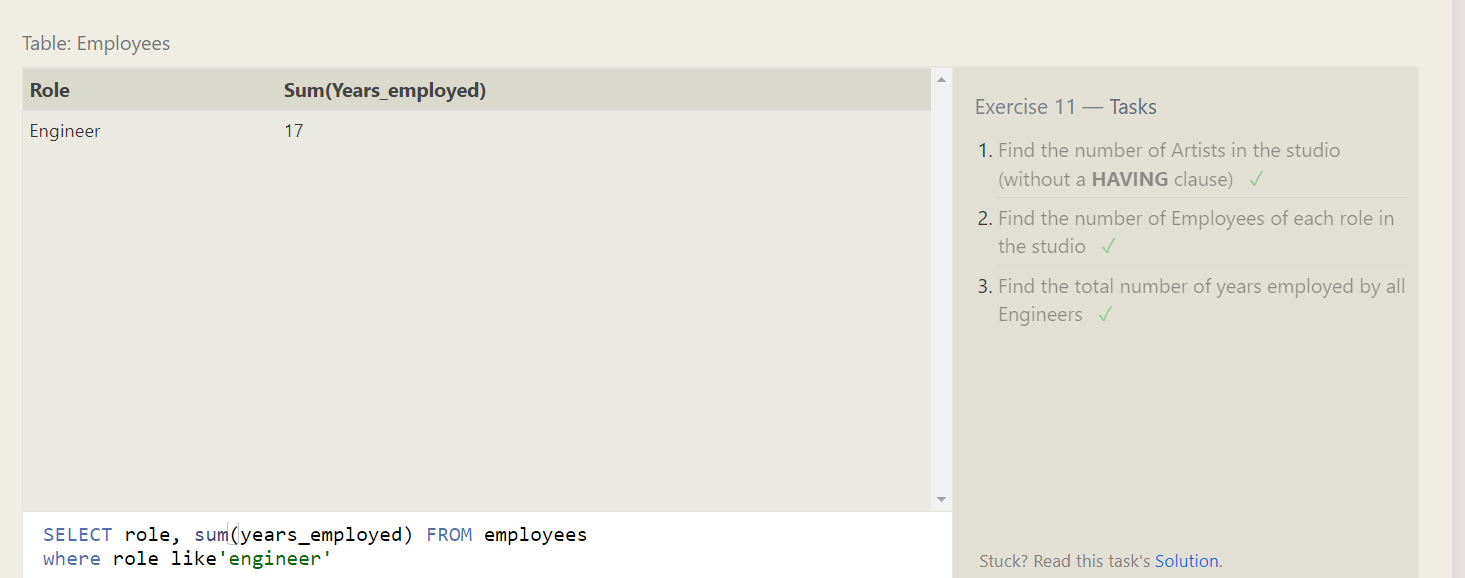 Table: Employees
Role Sum(Years_employed)
Engineer 17
Exercise 11 — Tasks
1. Find the number of Artists in the studio
(without a HAVING clause) ✓
2. Find the number of Employees of each role in
the studio ✓
3. Find the total number of years employed by all
Engineers ✓
SELECT role, sum(years_employed) FROM employees
where role like'engineer'
Stuck? Read this task's Solution.